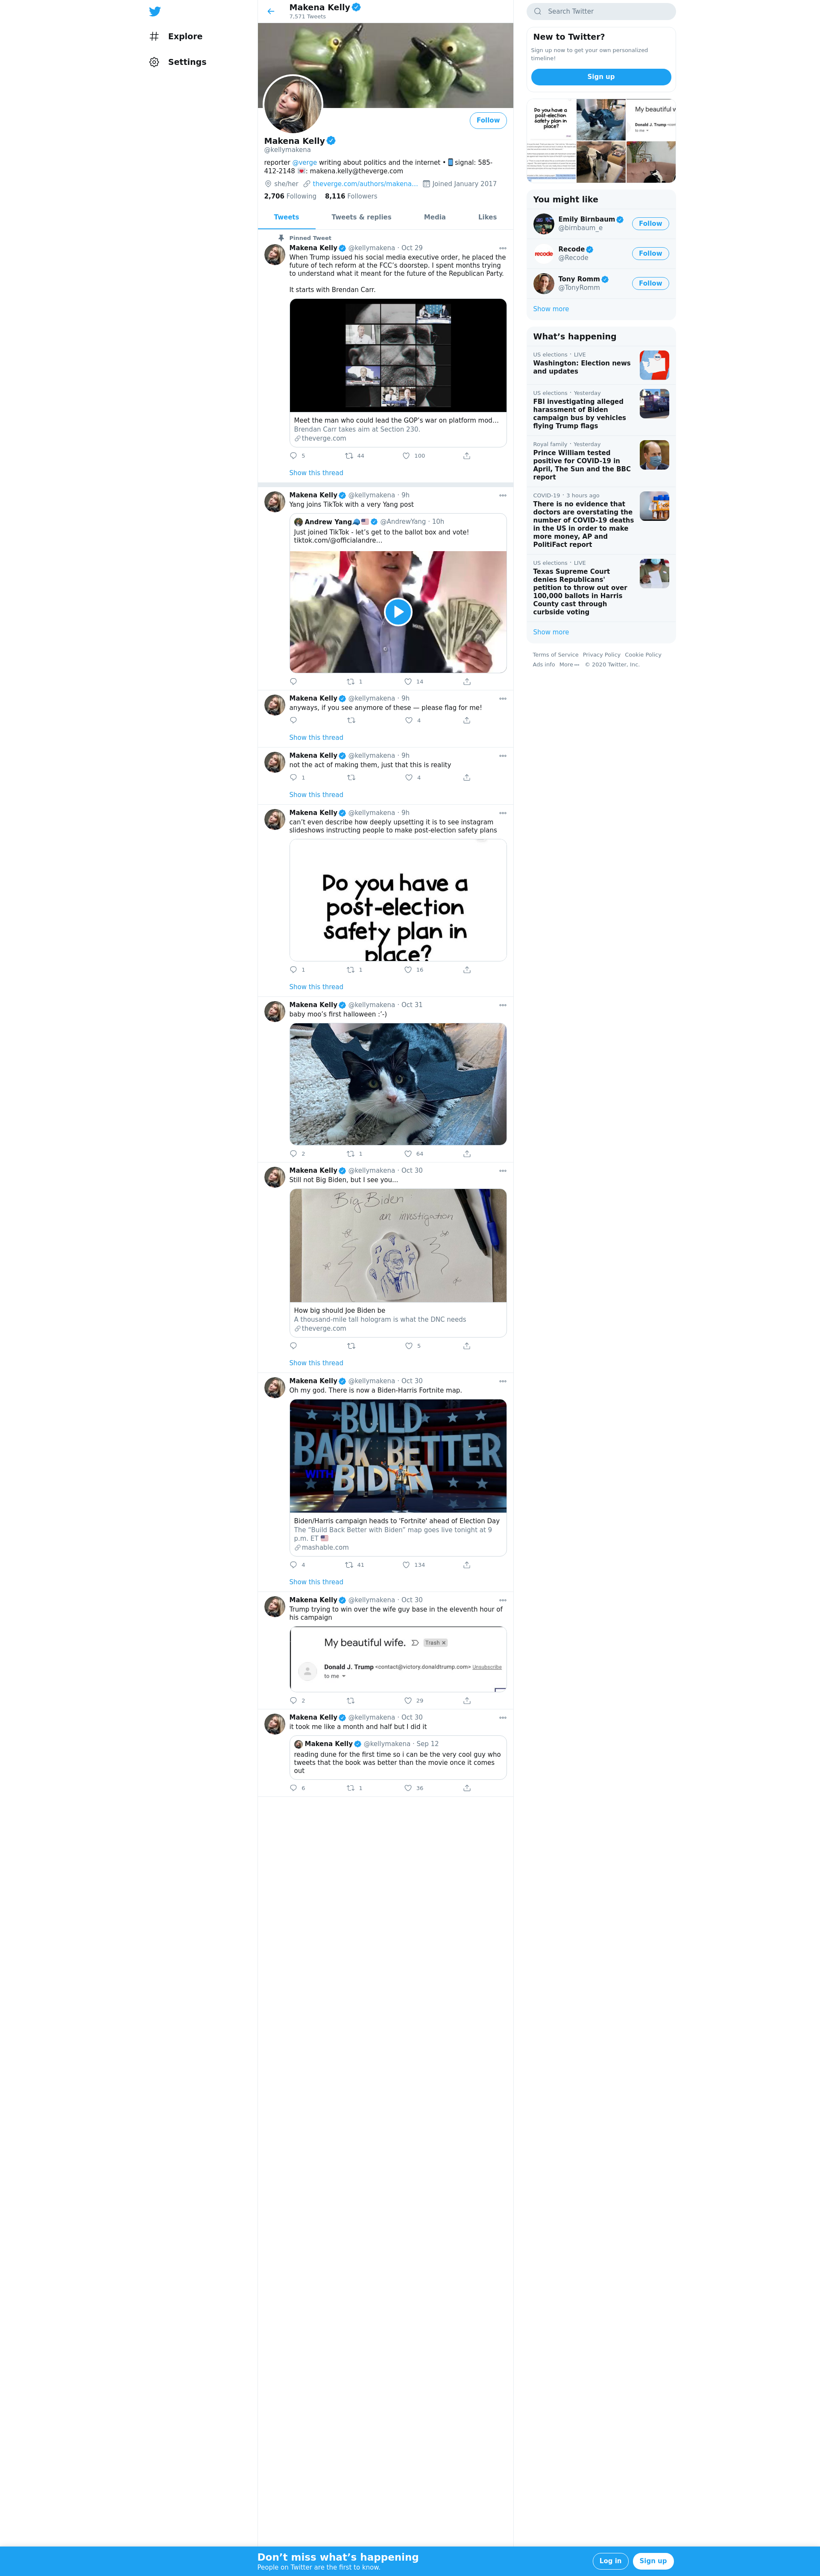 Explore
Settings
Makena Kelly
7,571 Tweets
Follow
Makena Kelly
@kellymakena
reporter @verge writing about politics and the internet • 📱signal: 585-
412-2148 💌: makena.kelly@theverge.com
she/her theverge.com/authors/makena… Joined January 2017
2,706 Following 8,116 Followers
Tweets Tweets & replies Media Likes
Pinned Tweet
Makena Kelly @kellymakena · Oct 29
When Trump issued his social media executive order, he placed the
future of tech reform at the FCC's doorstep. I spent months trying
to understand what it meant for the future of the Republican Party.
It starts with Brendan Carr.
Meet the man who could lead the GOP's war on platform mod...
Brendan Carr takes aim at Section 230.
theverge.com
5 44 100
Show this thread
Makena Kelly @kellymakena · 9h
Yang joins TikTok with a very Yang post
Andrew Yang🧢🇺🇸 @AndrewYang · 10h
Just joined TikTok - let's get to the ballot box and vote!
tiktok.com/@officialandre…
1 14
Makena Kelly @kellymakena · 9h
anyways, if you see anymore of these — please flag for me!
4
Show this thread
Makena Kelly @kellymakena · 9h
not the act of making them, just that this is reality
1 4
Show this thread
Makena Kelly @kellymakena · 9h
can't even describe how deeply upsetting it is to see instagram
slideshows instructing people to make post-election safety plans
Do you have a
post-election
safety plan in
place?
1 1 16
Show this thread
Makena Kelly @kellymakena · Oct 31
baby moo's first halloween :'-)
2 1 64
Makena Kelly @kellymakena · Oct 30
Still not Big Biden, but I see you...
Big Biden
an investigation
How big should Joe Biden be
A thousand-mile tall hologram is what the DNC needs
theverge.com
5
Show this thread
Makena Kelly @kellymakena · Oct 30
Oh my god. There is now a Biden-Harris Fortnite map.
BUILD
BACK BETTER
WITH BIDEN
Biden/Harris campaign heads to 'Fortnite' ahead of Election Day
The "Build Back Better with Biden" map goes live tonight at 9
p.m. ET 🇺🇸
mashable.com
4 41 134
Show this thread
Makena Kelly @kellymakena · Oct 30
Trump trying to win over the wife guy base in the eleventh hour of
his campaign
My beautiful wife. Trash ×
Donald J. Trump <contact@victory.donaldtrump.com> Unsubscribe
to me
2 29
Makena Kelly @kellymakena · Oct 30
it took me like a month and half but I did it
Makena Kelly @kellymakena · Sep 12
reading dune for the first time so i can be the very cool guy who
tweets that the book was better than the movie once it comes
out
6 1 36
Search Twitter
New to Twitter?
Sign up now to get your own personalized
timeline!
Sign up
Do you have a
post-election
safety plan in
place?
My beautiful w
Donald J. Trump
to me
You might like
Emily Birnbaum
@birnbaum_e
Follow
recode
Recode
@Recode
Follow
Tony Romm
@TonyRomm
Follow
Show more
What's happening
US elections · LIVE
Washington: Election news
and updates
US elections · Yesterday
FBI investigating alleged
harassment of Biden
campaign bus by vehicles
flying Trump flags
Royal family · Yesterday
Prince William tested
positive for COVID-19 in
April, The Sun and the BBC
report
COVID-19 · 3 hours ago
There is no evidence that
doctors are overstating the
number of COVID-19 deaths
in the US in order to make
more money, AP and
PolitiFact report
US elections · LIVE
Texas Supreme Court
denies Republicans'
petition to throw out over
100,000 ballots in Harris
County cast through
curbside voting
Show more
Terms of Service Privacy Policy Cookie Policy
Ads info More © 2020 Twitter, Inc.
Don't miss what's happening
People on Twitter are the first to know.
Log in Sign up